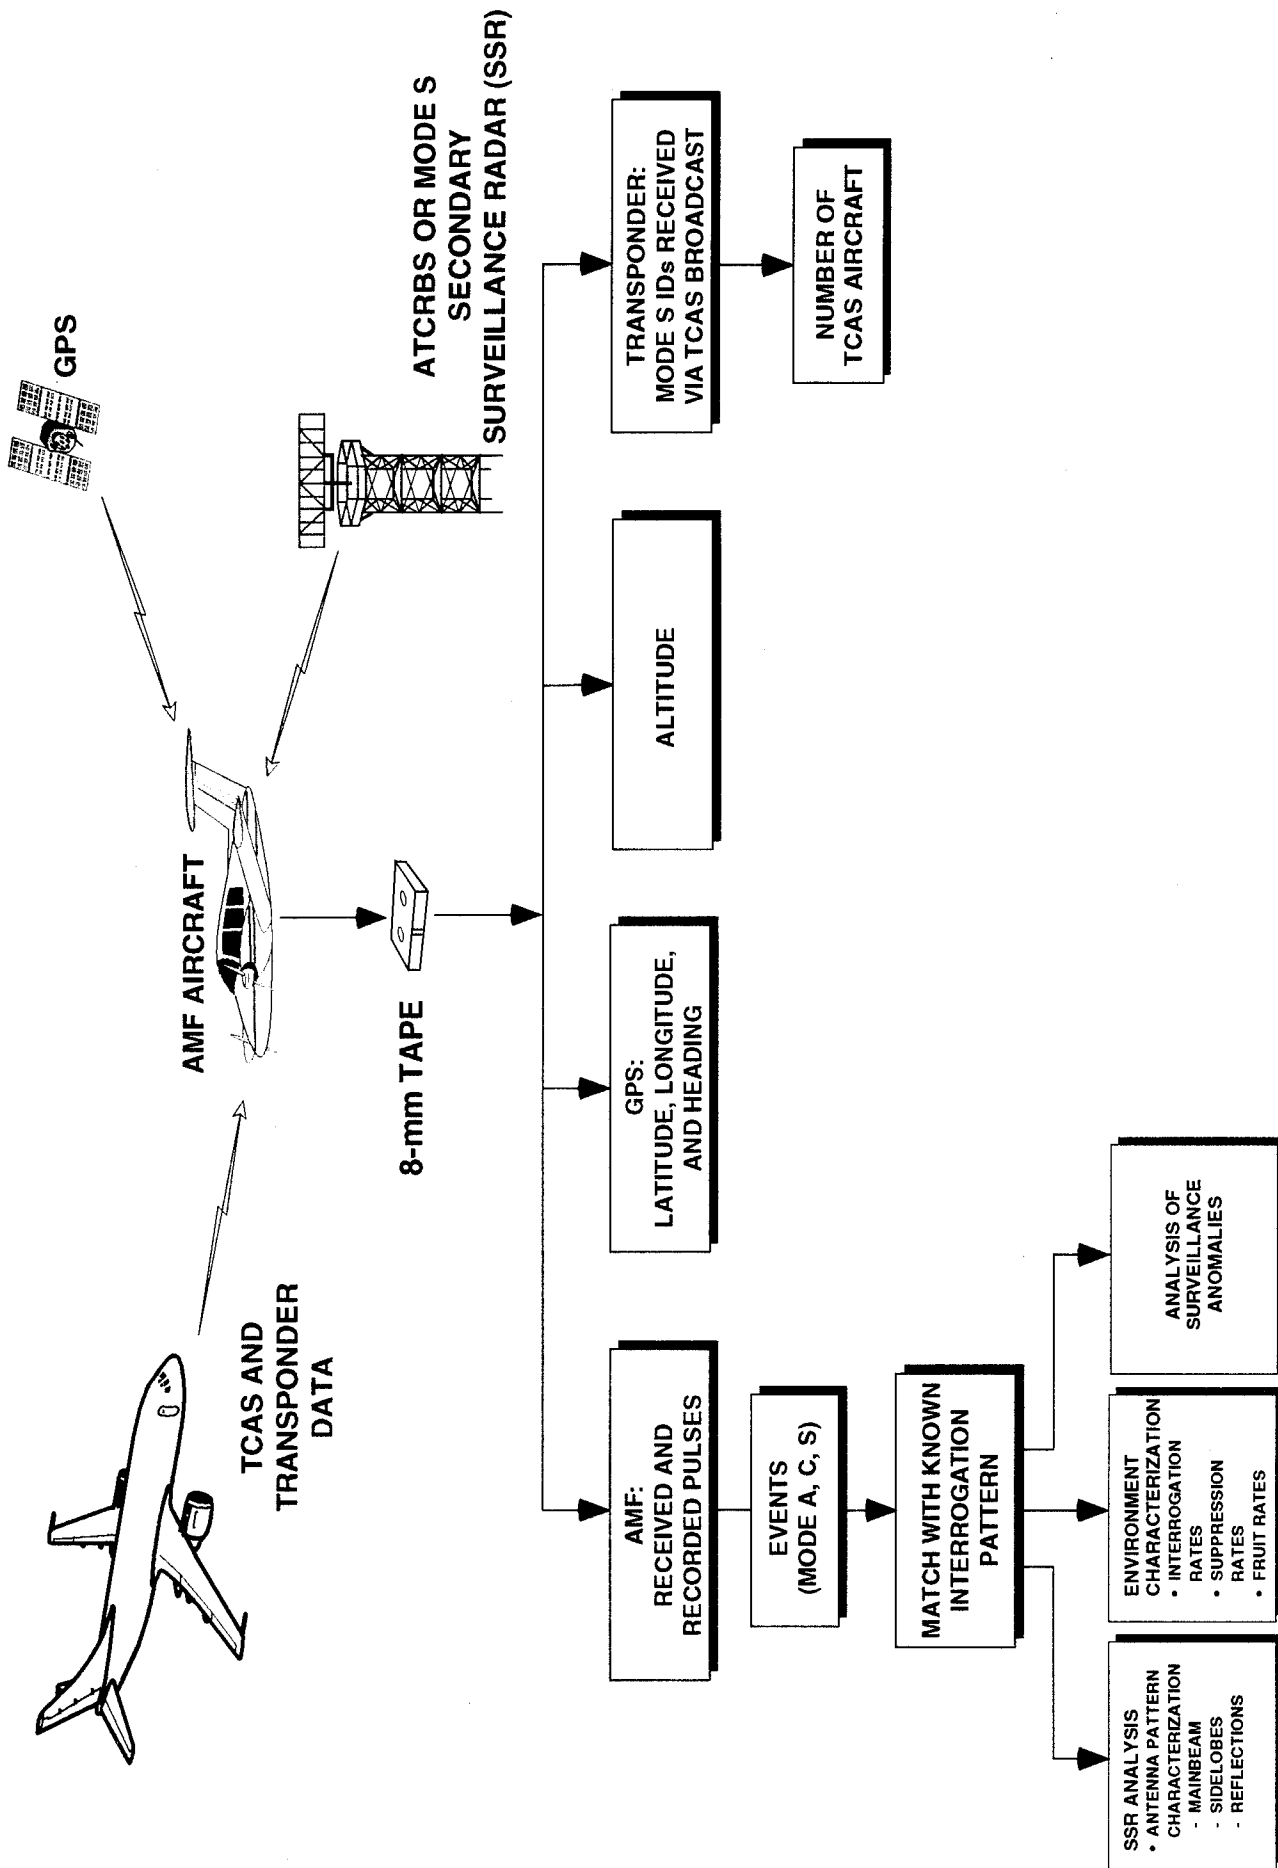 GPS
AMF AIRCRAFT
TCAS AND
TRANSPONDER
DATA
ATCRBS OR MODE S
SECONDARY
SURVEILLANCE RADAR (SSR)
8-mm TAPE
AMF:
RECEIVED AND
RECORDED PULSES
GPS:
LATITUDE, LONGITUDE,
AND HEADING
ALTITUDE
TRANSPONDER:
MODE S IDs RECEIVED
VIA TCAS BROADCAST
EVENTS
(MODE A, C, S)
NUMBER OF
TCAS AIRCRAFT
MATCH WITH KNOWN
INTERROGATION
PATTERN
SSR ANALYSIS
• ANTENNA PATTERN
CHARACTERIZATION
- MAINBEAM
- SIDELOBES
- REFLECTIONS
ENVIRONMENT
CHARACTERIZATION
• INTERROGATION
RATES
• SUPPRESSION
RATES
• FRUIT RATES
ANALYSIS OF
SURVEILLANCE
ANOMALIES